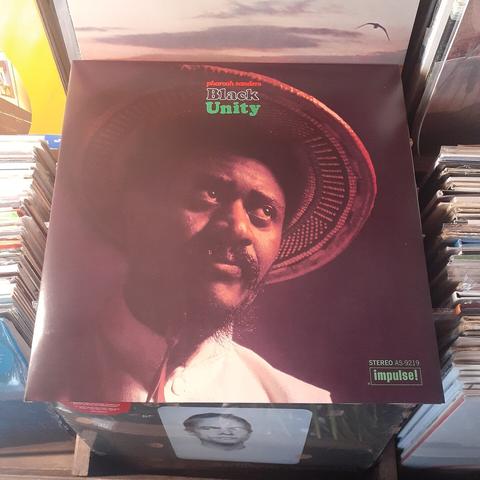 pharoah sanders
Black
Unity
STEREO AS-9219
impulse!